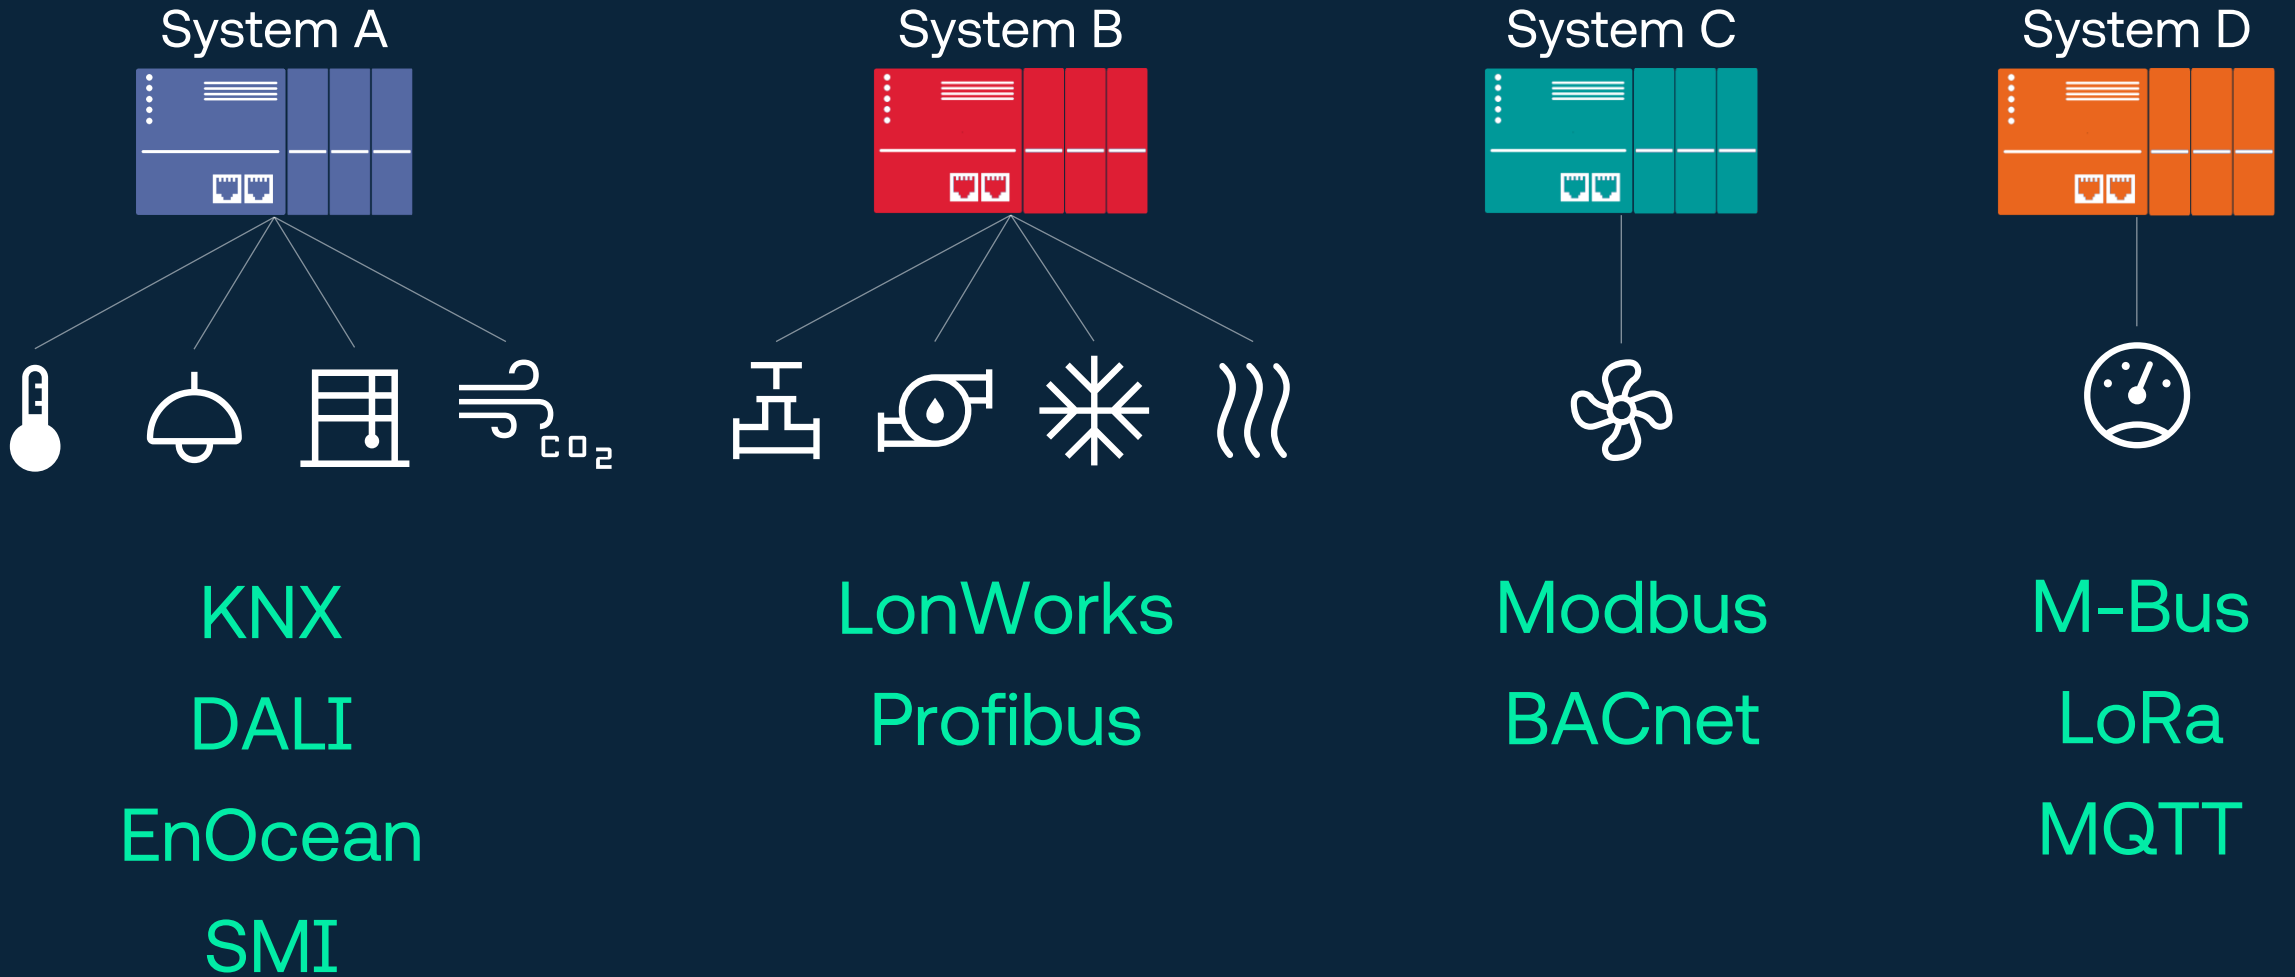 System A
System B
System C
System D
CO2
KNX
DALI
EnOcean
SMI
LonWorks
Profibus
Modbus
BACnet
M-Bus
LoRa
MQTT